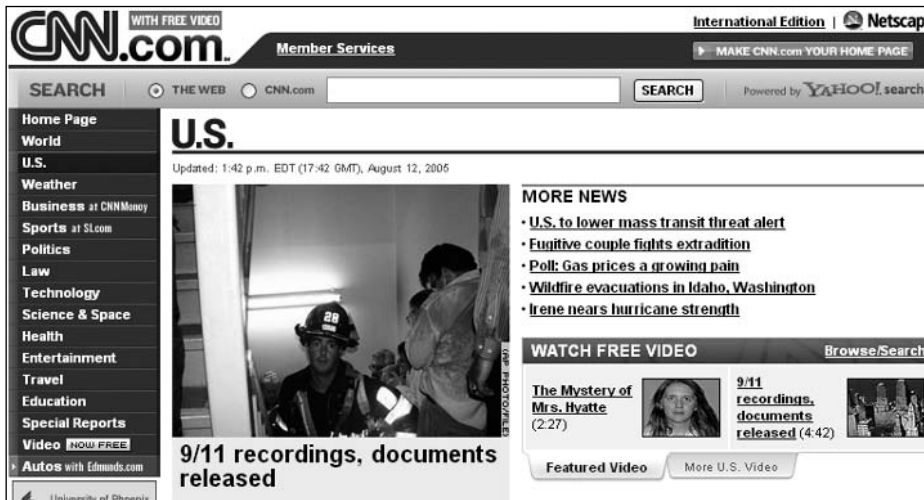 CNN.com
WITH FREE VIDEO
Member Services
International Edition | Netscap
MAKE CNN.com YOUR HOME PAGE
SEARCH THE WEB CNN.com SEARCH Powered by YAHOO! search
Home Page
World
U.S.
Weather
Business at CNNMoney
Sports at SI.com
Politics
Law
Technology
Science & Space
Health
Entertainment
Travel
Education
Special Reports
Video NOW FREE
Autos with Edmunds.com
University of Phoenix
U.S.
Updated: 1:42 p.m. EDT (17:42 GMT), August 12, 2005
28
(AP PHOTO/FILE)
9/11 recordings, documents
released
MORE NEWS
· U.S. to lower mass transit threat alert
· Fugitive couple fights extradition
· Poll: Gas prices a growing pain
· Wildfire evacuations in Idaho, Washington
· Irene nears hurricane strength
WATCH FREE VIDEO Browse/Search
The Mystery of
Mrs. Hyatte
(2:27)
9/11
recordings,
documents
released (4:42)
Featured Video More U.S. Video